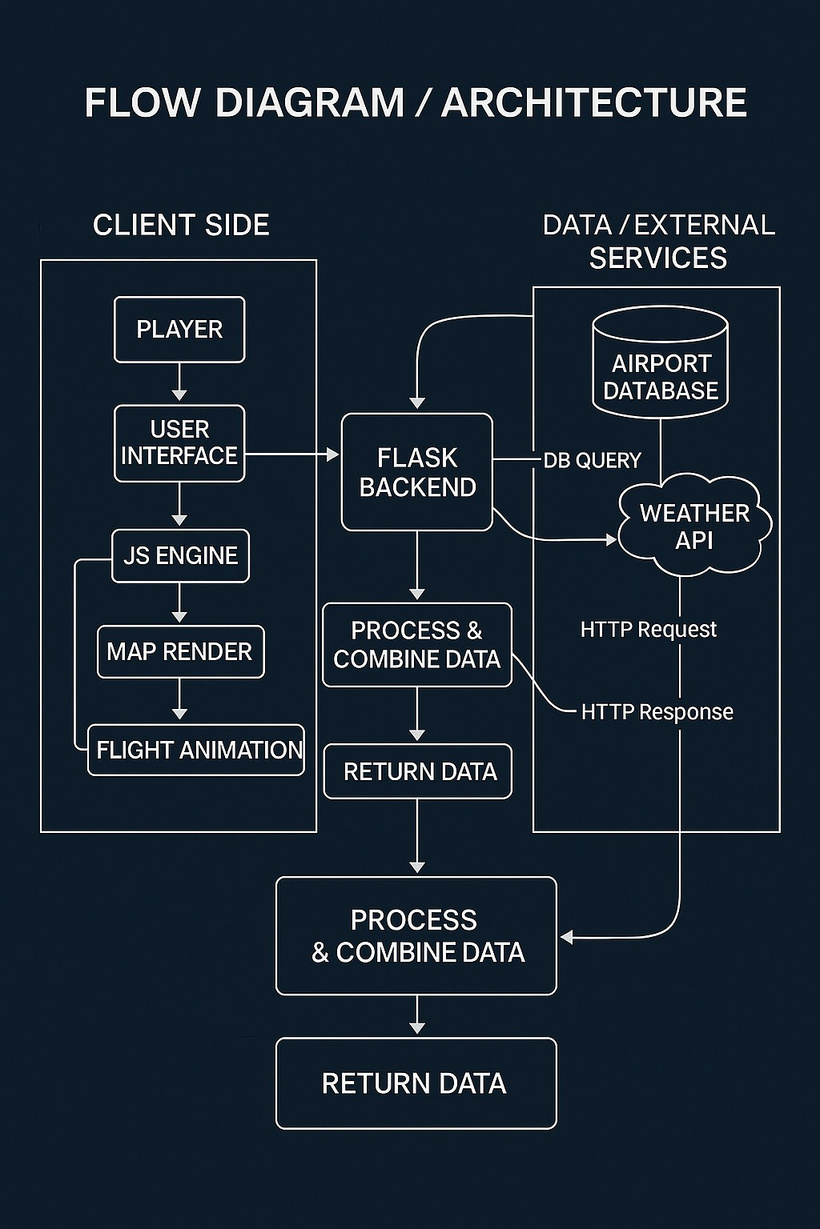 FLOW DIAGRAM / ARCHITECTURE
CLIENT SIDE
PLAYER
USER
INTERFACE
JS ENGINE
MAP RENDER
FLIGHT ANIMATION
FLASK
BACKEND
PROCESS &
COMBINE DATA
RETURN DATA
DATA / EXTERNAL
SERVICES
AIRPORT
DATABASE
DB QUERY
WEATHER
API
HTTP Request
HTTP Response
PROCESS
& COMBINE DATA
RETURN DATA